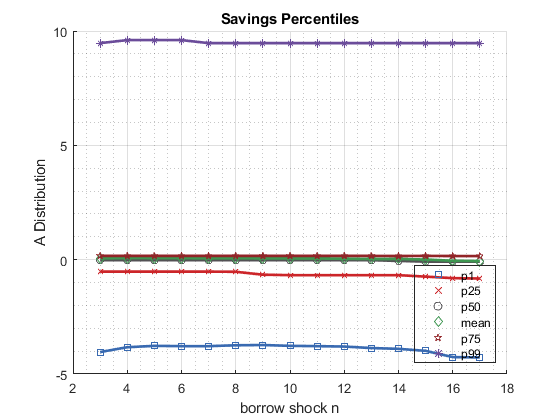 Savings Percentiles
10
5
0
-5
A Distribution
2 4 6 8 10 12 14 16 18
borrow shock n
p1
p25
p50
mean
p75
p99